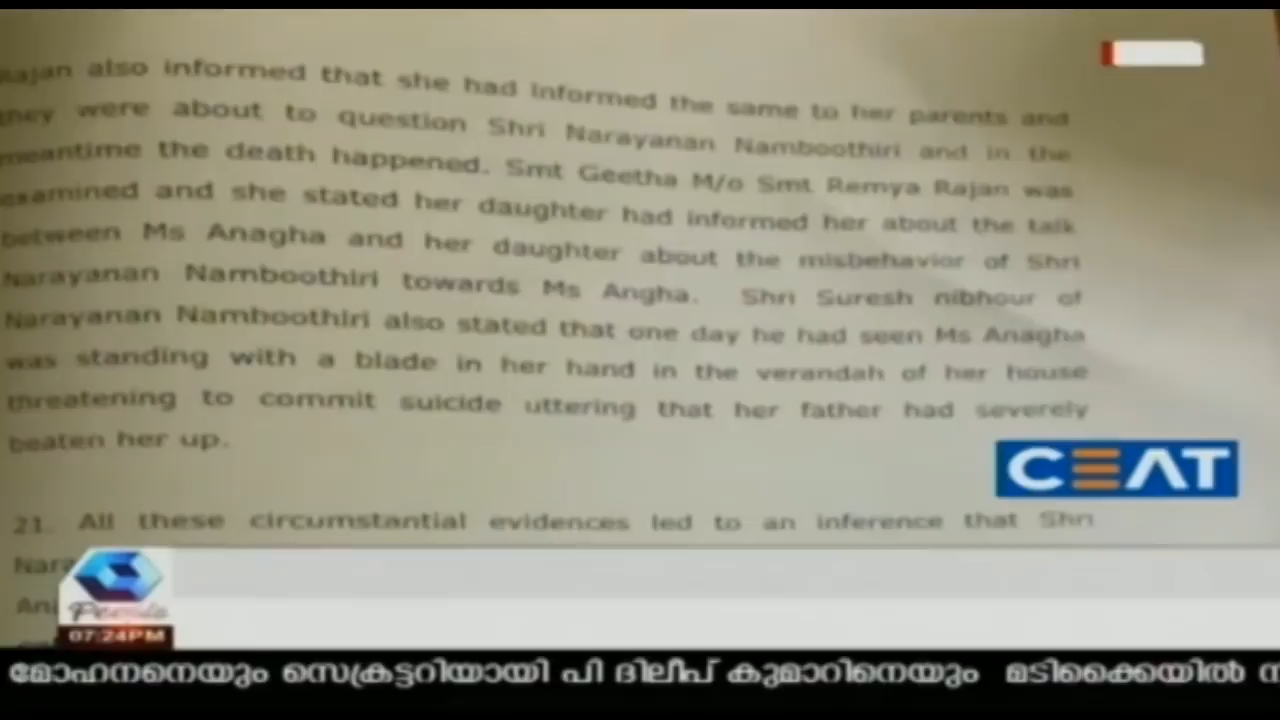 Rajan also informed that she had informed the same to her parents and
they were about to question Shri Narayanan Namboothiri and in the
meantime the death happened. Smt Geetha M/o Smt Remya Rajan was
examined and she stated her daughter had informed her about the talk
between Ms Anagha and her daughter about the misbehavior of Shri
Narayanan Namboothiri towards Ms Angha. Shri Suresh nibhour of
Narayanan Namboothiri also stated that one day he had seen Ms Anagha
was standing with a blade in her hand in the verandah of her house
threatening to commit suicide uttering that her father had severely
beaten her up.
CEAT
21. All these circumstantial evidences led to an inference that Shri
Nara
Ani
People
07:24PM
മോഹനനെയും സെക്രട്ടറിയായി പി ദിലീപ് കുമാറിനെയും മടിക്കൈയിൽ